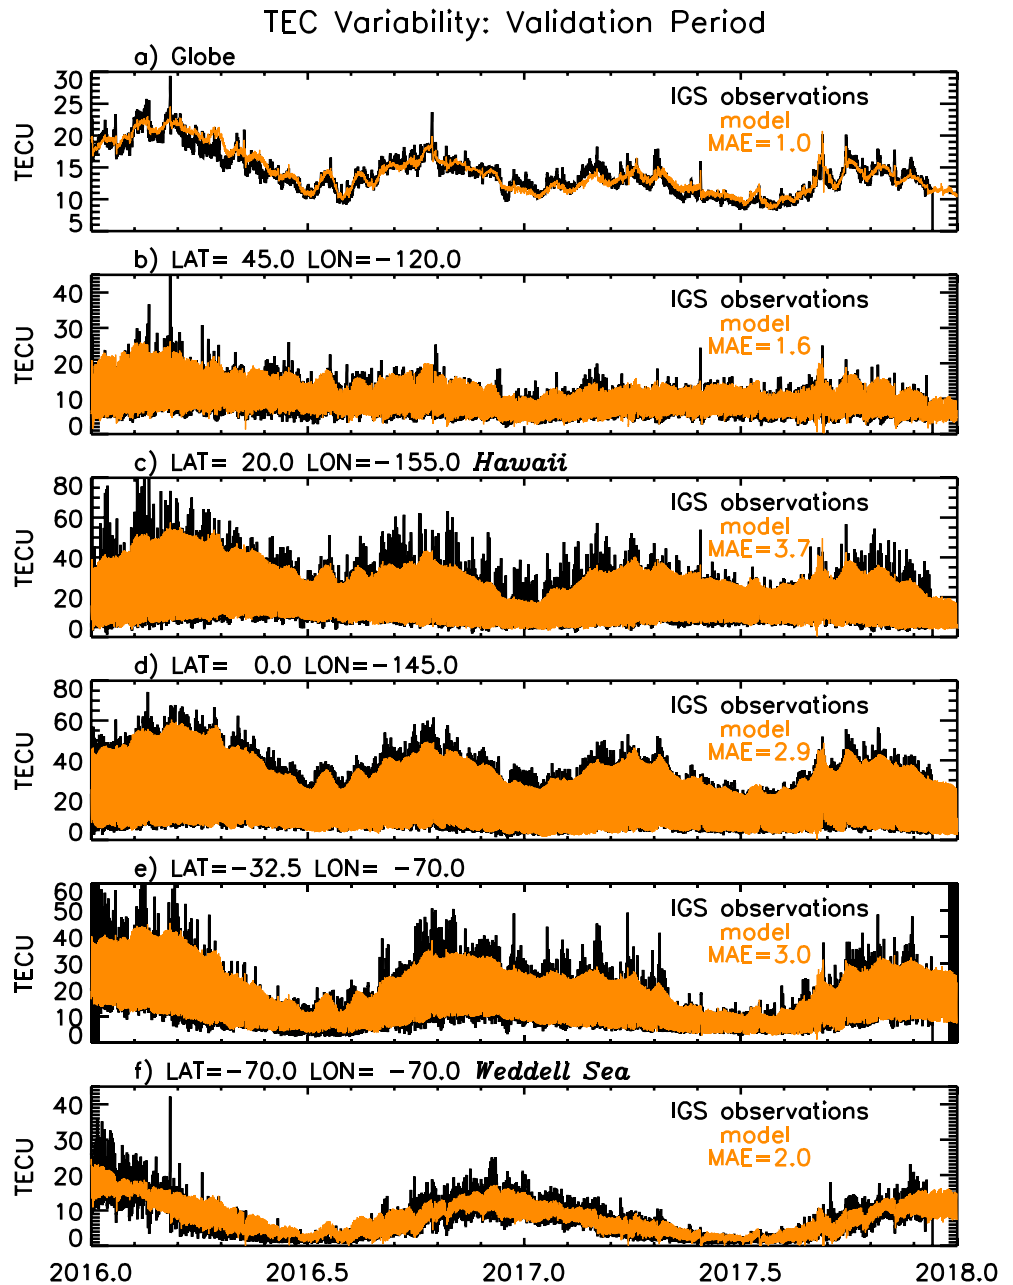 TEC Variability: Validation Period
a) Globe
30
25
20
15
10
5
TECU
IGS observations
model
MAE=1.0
b) LAT= 45.0 LON=-120.0
40
30
20
10
0
TECU
IGS observations
model
MAE=1.6
c) LAT= 20.0 LON=-155.0 Hawaii
80
60
40
20
0
TECU
IGS observations
model
MAE=3.7
d) LAT= 0.0 LON=-145.0
80
60
40
20
0
TECU
IGS observations
model
MAE=2.9
e) LAT=-32.5 LON= -70.0
60
50
40
30
20
10
0
TECU
IGS observations
model
MAE=3.0
f) LAT=-70.0 LON= -70.0 Weddell Sea
40
30
20
10
0
TECU
IGS observations
model
MAE=2.0
2016.0 2016.5 2017.0 2017.5 2018.0